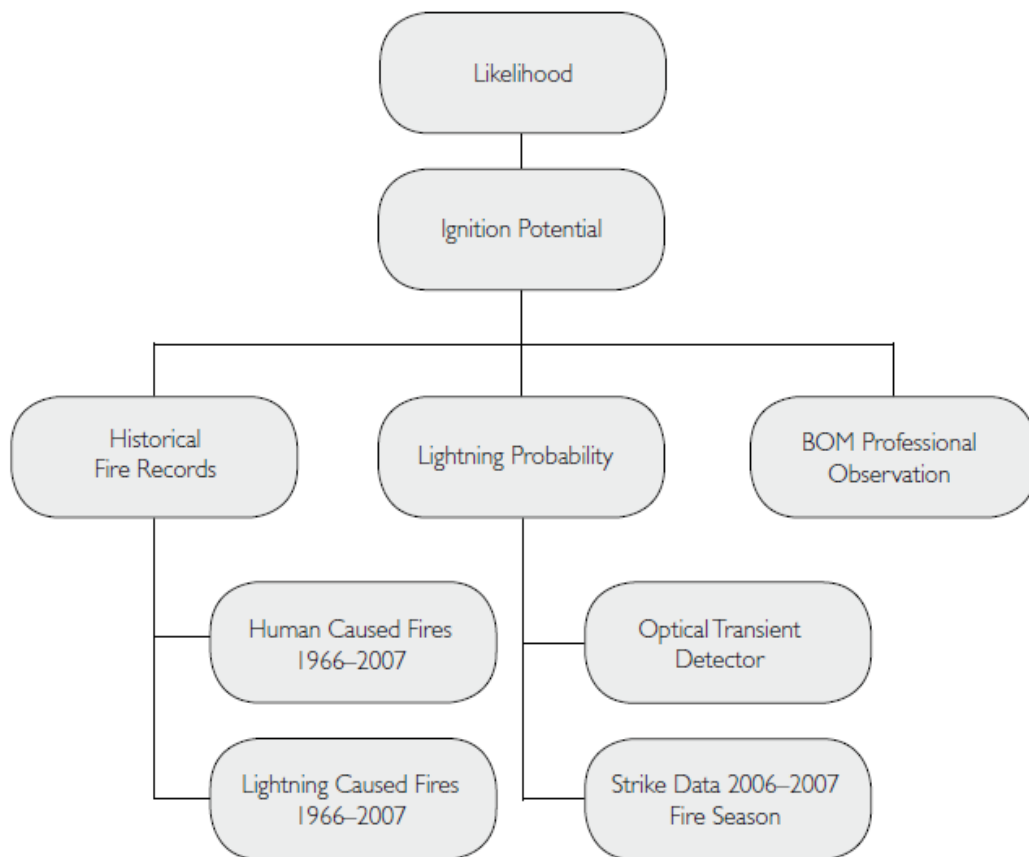 Likelihood
Ignition Potential
Historical
Fire Records
Lightning Probability
BOM Professional
Observation
Human Caused Fires
1966–2007
Optical Transient
Detector
Lightning Caused Fires
1966–2007
Strike Data 2006–2007
Fire Season